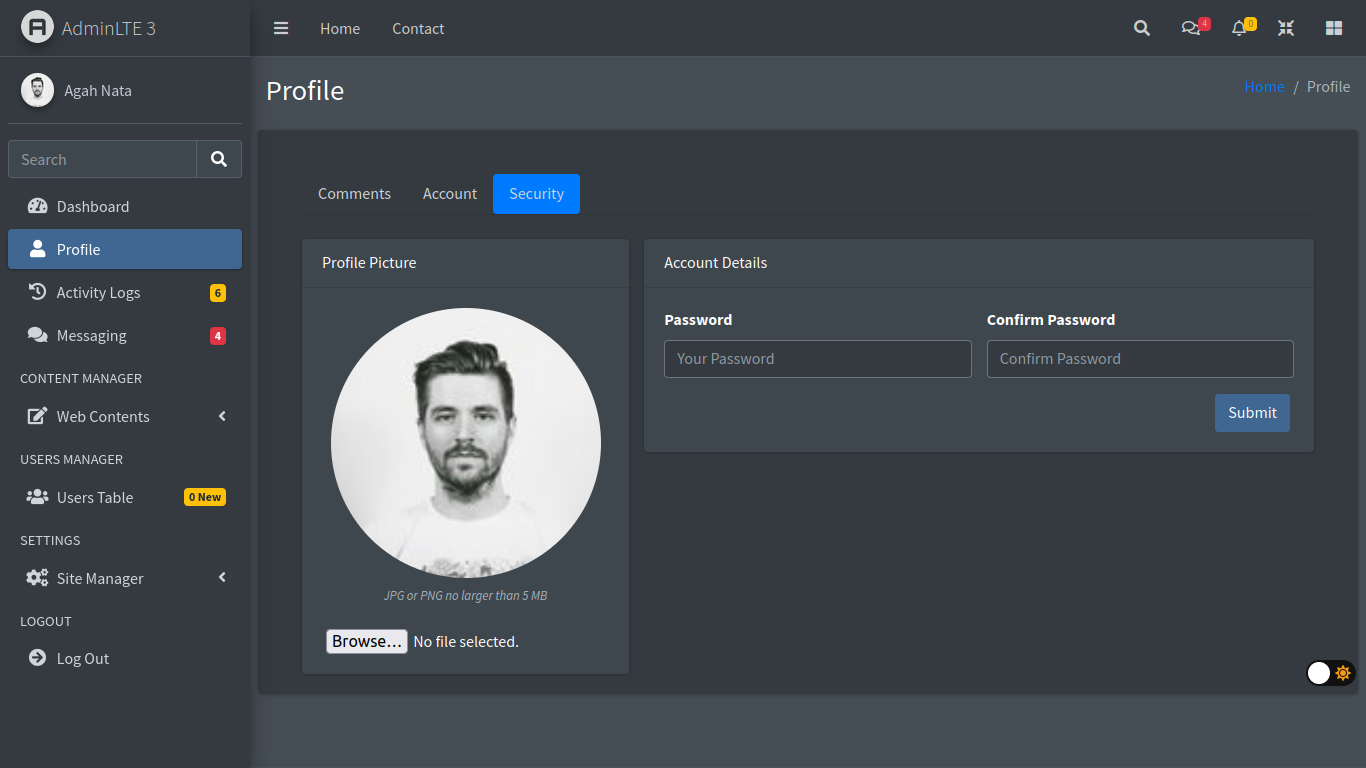 AdminLTE 3
Home
Contact
4
0
Agah Nata
Profile
Home / Profile
Search
Dashboard
Profile
Activity Logs
6
Messaging
4
CONTENT MANAGER
Web Contents
USERS MANAGER
Users Table
0 New
SETTINGS
Site Manager
LOGOUT
Log Out
Comments
Account
Security
Profile Picture
JPG or PNG no larger than 5 MB
Browse...
No file selected.
Account Details
Password
Confirm Password
Your Password
Confirm Password
Submit